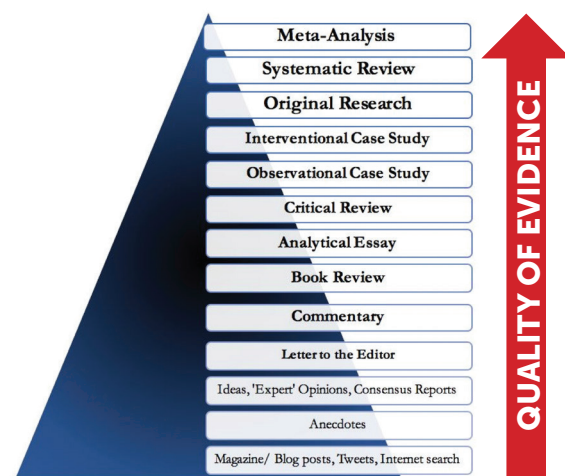 Meta-Analysis
Systematic Review
Original Research
Interventional Case Study
Observational Case Study
Critical Review
Analytical Essay
Book Review
Commentary
Letter to the Editor
Ideas, 'Expert' Opinions, Consensus Reports
Anecdotes
Magazine/ Blog posts, Tweets, Internet search
QUALITY OF EVIDENCE